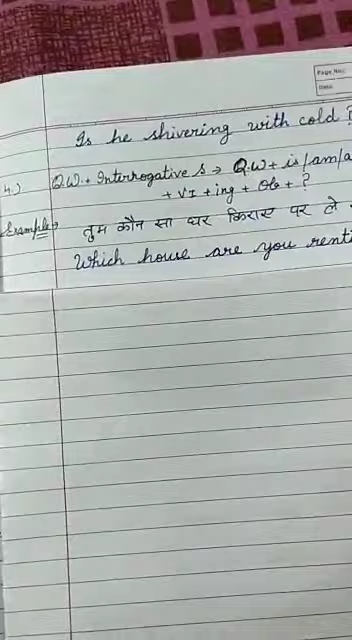 Page No:
Date:
Is he shivering with cold ?
4.) Q.W. + Interrogative S → Q.W + is/am/a
+ V1 + ing + Ob + ?
Example → तुम कौन सा घर किराए पर ले
Which house are you renti